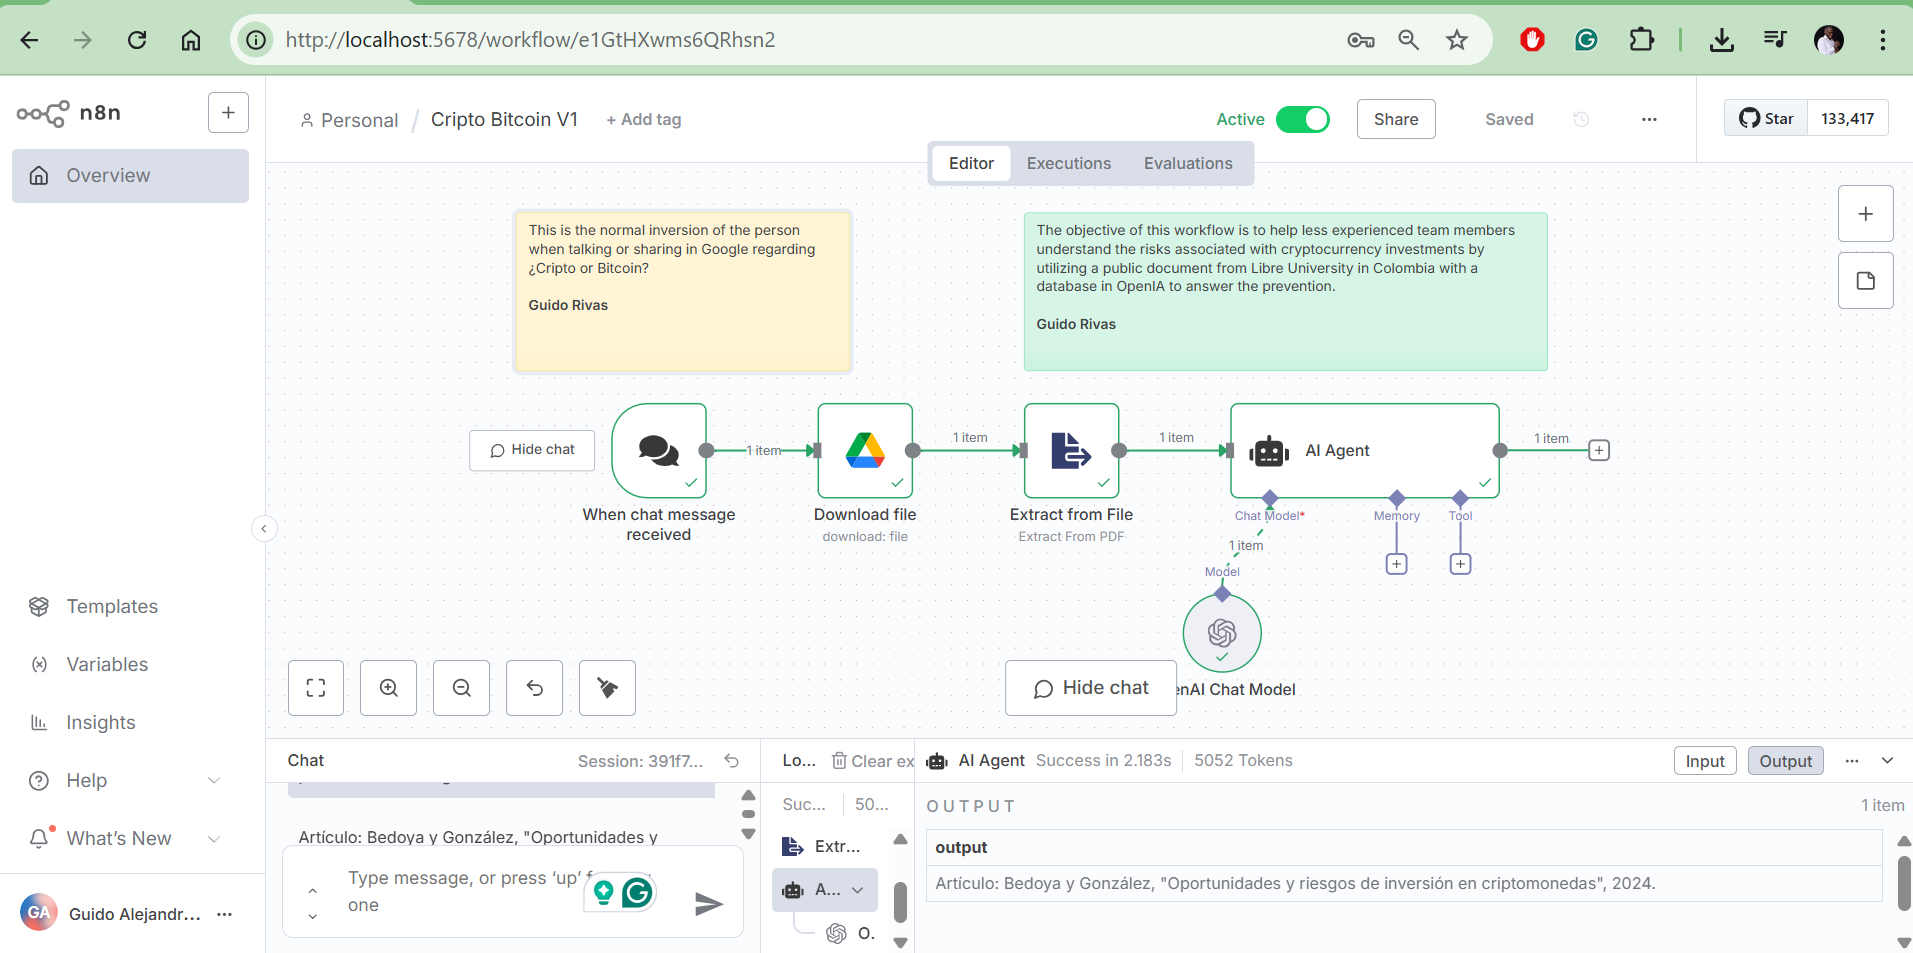 http://localhost:5678/workflow/e1GtHXwms6QRhsn2
n8n
Personal / Cripto Bitcoin V1 + Add tag
Active
Share
Saved
Star 133,417
Overview
Editor Executions Evaluations
This is the normal inversion of the person
when talking or sharing in Google regarding
¿Cripto or Bitcoin?
Guido Rivas
The objective of this workflow is to help less experienced team members
understand the risks associated with cryptocurrency investments by
utilizing a public document from Libre University in Colombia with a
database in OpenIA to answer the prevention.
Guido Rivas
Hide chat
1 item
1 item
1 item
AI Agent
1 item
When chat message
received
Download file
download: file
Extract from File
Extract From PDF
Chat Model*
Memory
Tool
1 item
Model
enAI Chat Model
Hide chat
Templates
Variables
Insights
Help
What's New
GA Guido Alejandr... ...
Chat
Session: 391f7...
Artículo: Bedoya y González, "Oportunidades y
Type message, or press 'up' f
one
Lo... Clear ex
Suc... 50...
Extr...
A...
O.
AI Agent Success in 2.183s 5052 Tokens
Input Output
OUTPUT
1 item
output
Artículo: Bedoya y González, "Oportunidades y riesgos de inversión en criptomonedas", 2024.